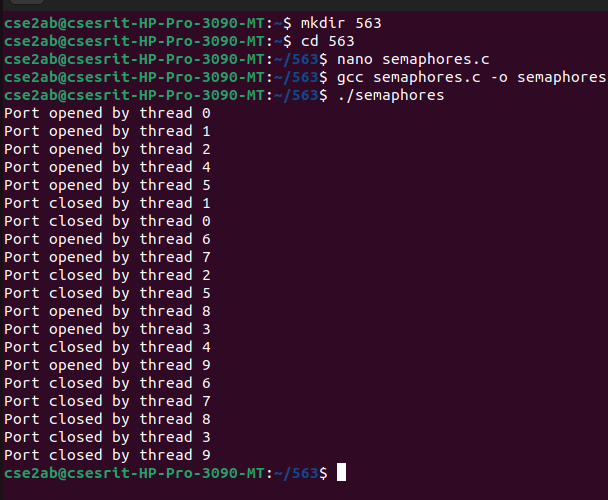 cse2ab@csesrit-HP-Pro-3090-MT:~$ mkdir 563
cse2ab@csesrit-HP-Pro-3090-MT:~$ cd 563
cse2ab@csesrit-HP-Pro-3090-MT:~/563$ nano semaphores.c
cse2ab@csesrit-HP-Pro-3090-MT:~/563$ gcc semaphores.c -o semaphores
cse2ab@csesrit-HP-Pro-3090-MT:~/563$ ./semaphores
Port opened by thread 0
Port opened by thread 1
Port opened by thread 2
Port opened by thread 4
Port opened by thread 5
Port closed by thread 1
Port closed by thread 0
Port opened by thread 6
Port opened by thread 7
Port closed by thread 2
Port closed by thread 5
Port opened by thread 8
Port opened by thread 3
Port closed by thread 4
Port opened by thread 9
Port closed by thread 6
Port closed by thread 7
Port closed by thread 8
Port closed by thread 3
Port closed by thread 9
cse2ab@csesrit-HP-Pro-3090-MT:~/563$